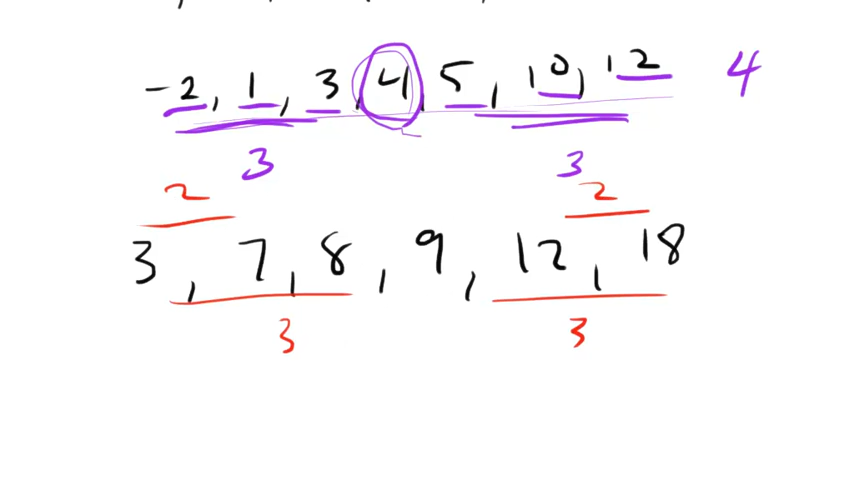 -2, 1, 3, 4, 5, 10, 12 4
3 3
2 2
3, 7, 8, 9, 12, 18
3 3